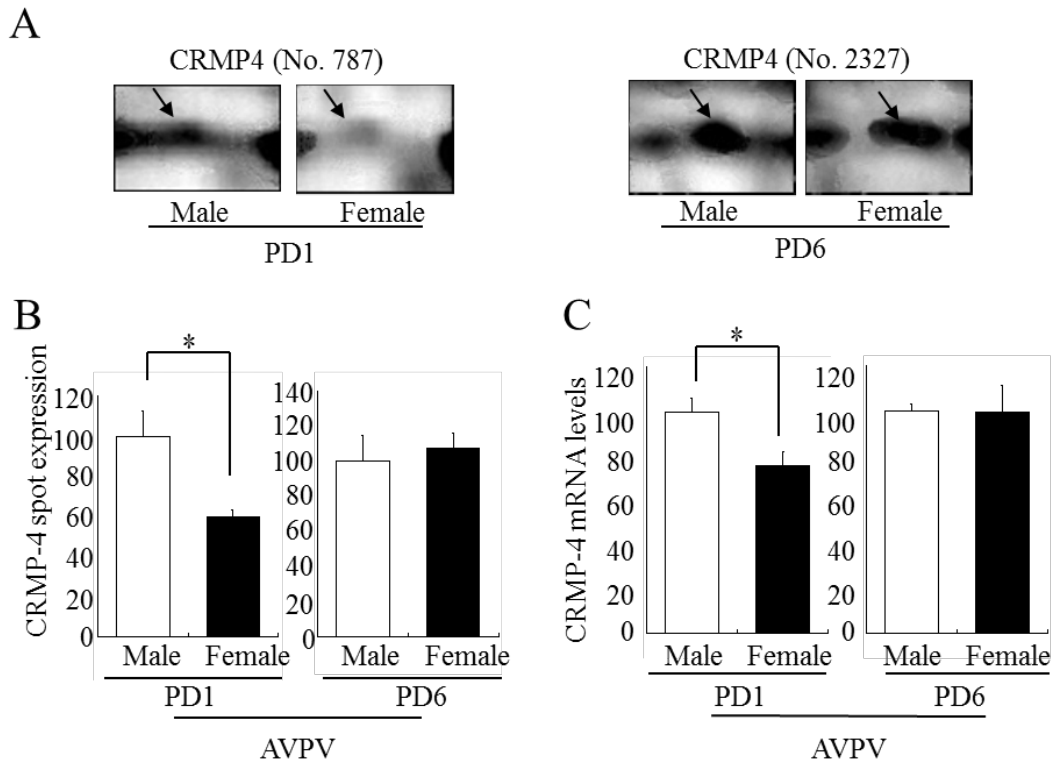 A
CRMP4 (No. 787)
CRMP4 (No. 2327)
Male
Female
Male
Female
PD1
PD6
B
*
CRMP-4 spot expression
120
100
80
60
40
20
0
140
120
100
80
60
40
20
0
Male
Female
Male
Female
PD1
PD6
AVPV
C
*
CRMP-4 mRNA levels
120
100
80
60
40
20
0
120
100
80
60
40
20
0
Male
Female
Male
Female
PD1
PD6
AVPV